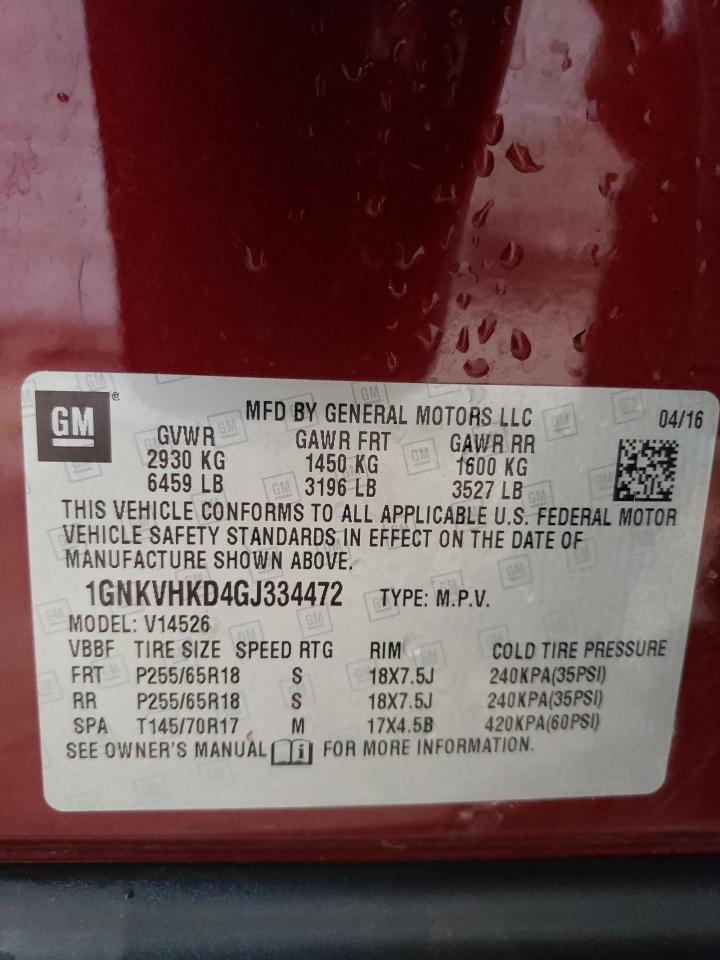 GM®
MFD BY GENERAL MOTORS LLC 04/16
GVWR GAWR FRT GAWR RR
2930 KG 1450 KG 1600 KG
6459 LB 3196 LB 3527 LB
THIS VEHICLE CONFORMS TO ALL APPLICABLE U.S. FEDERAL MOTOR
VEHICLE SAFETY STANDARDS IN EFFECT ON THE DATE OF
MANUFACTURE SHOWN ABOVE.
1GNKVHKD4GJ334472 TYPE: M.P.V.
MODEL: V14526
VBBF TIRE SIZE SPEED RTG RIM COLD TIRE PRESSURE
FRT P255/65R18 S 18X7.5J 240KPA(35PSI)
RR P255/65R18 S 18X7.5J 240KPA(35PSI)
SPA T145/70R17 M 17X4.5B 420KPA(60PSI)
SEE OWNER'S MANUAL i FOR MORE INFORMATION.